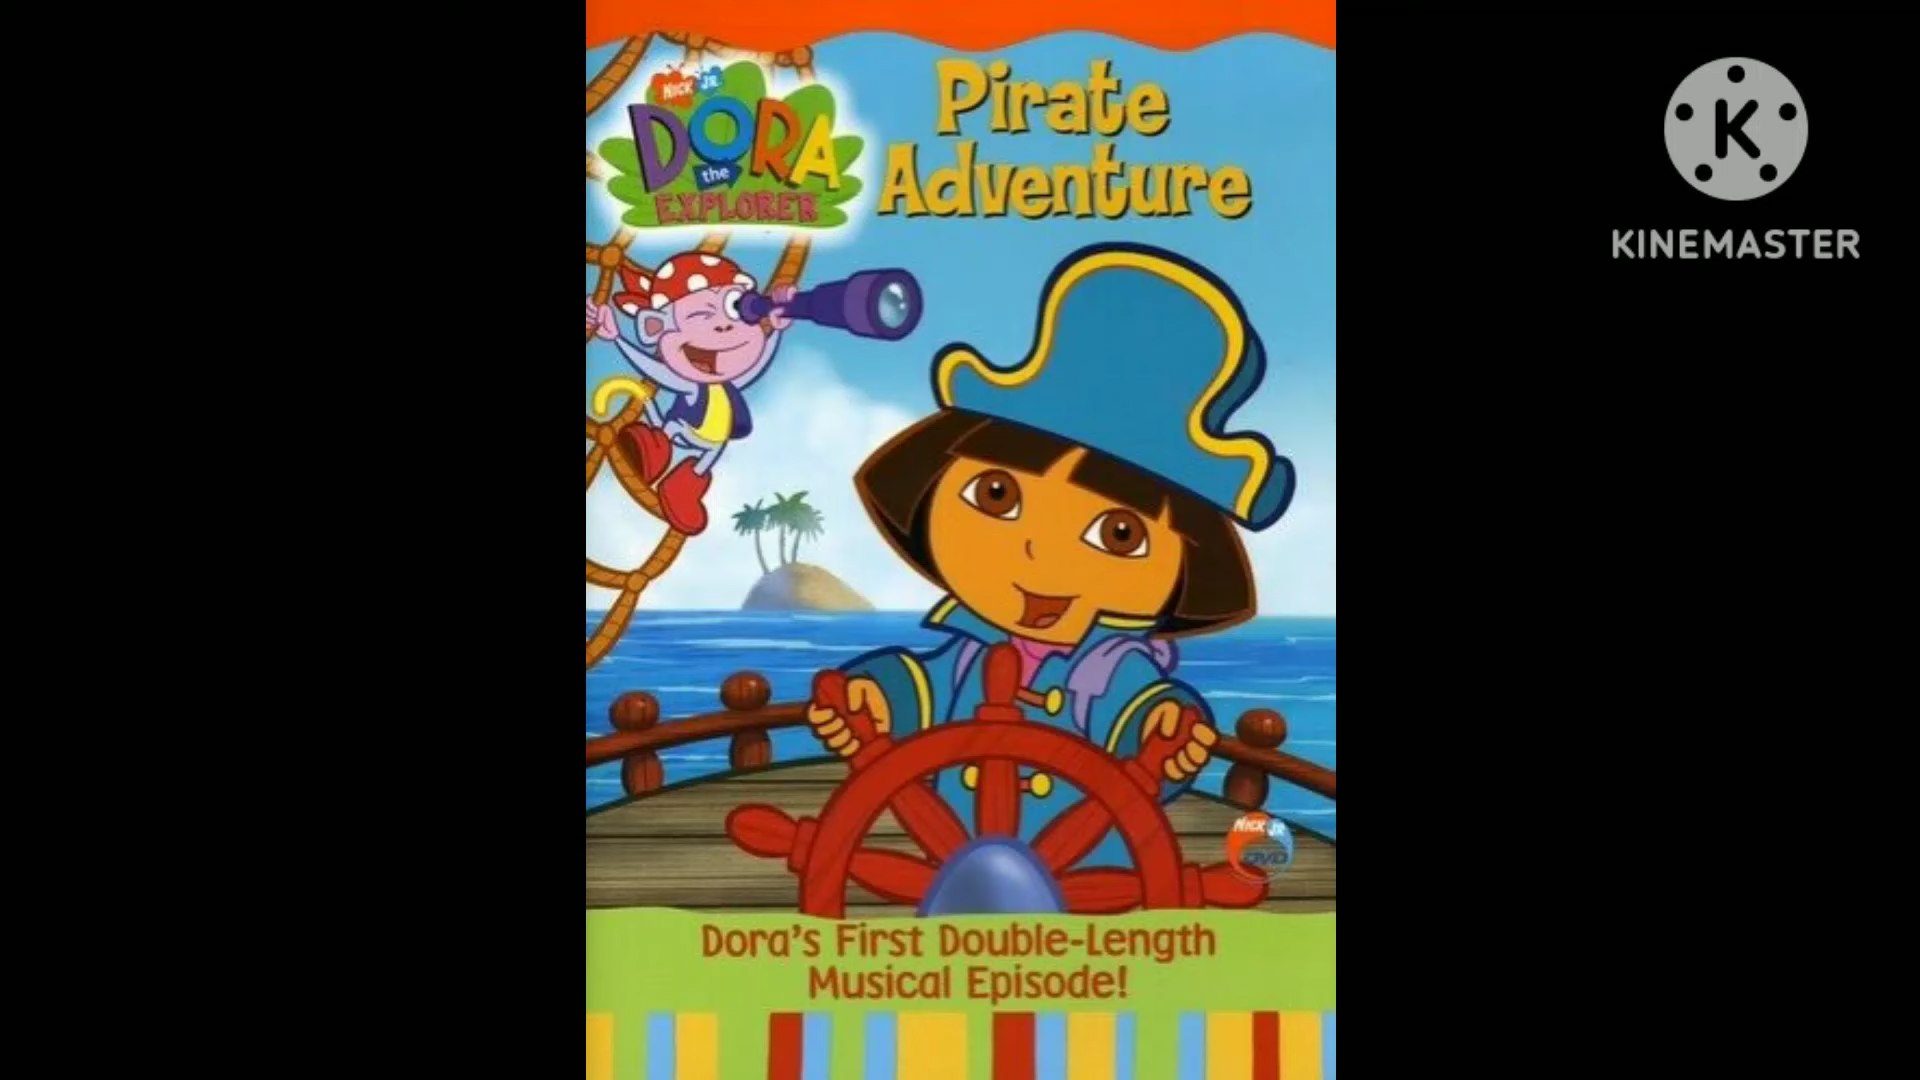 NICK JR
DORA
the
EXPLORER
Pirate
Adventure
K
KINEMASTER
NICK JR
DVD
Dora's First Double-Length
Musical Episode!